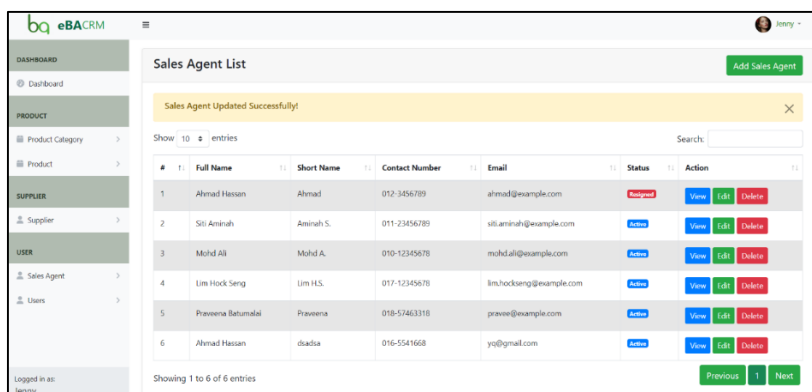 bq eBACRM
Jenny
DASHBOARD
Dashboard
PRODUCT
Product Category
Product
SUPPLIER
Supplier
USER
Sales Agent
Users
Logged in as:
Jenny
Sales Agent List
Add Sales Agent
Sales Agent Updated Successfully!
Show 10 entries
Search:
# Full Name Short Name Contact Number Email Status Action
1 Ahmad Hassan Ahmad 012-3456789 ahmad@example.com Resigned View Edit Delete
2 Siti Aminah Aminah S. 011-23456789 siti.aminah@example.com Active View Edit Delete
3 Mohd Ali Mohd A. 010-12345678 mohd.ali@example.com Active View Edit Delete
4 Lim Hock Seng Lim H.S. 017-12345678 lim.hockseng@example.com Active View Edit Delete
5 Praveena Batumalai Praveena 018-57463318 pravee@example.com Active View Edit Delete
6 Ahmad Hassan dsadsa 016-5541668 yq@gmail.com Active View Edit Delete
Showing 1 to 6 of 6 entries
Previous 1 Next